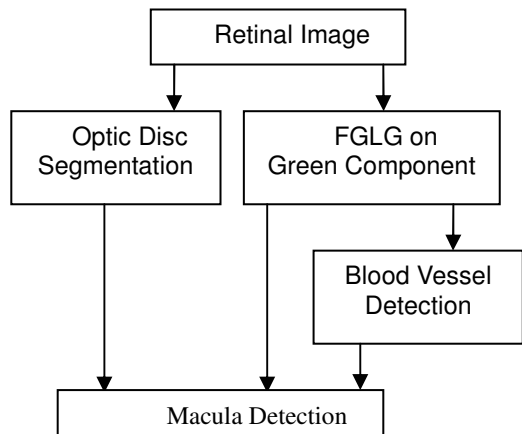 Retinal Image
Optic Disc
Segmentation
FGLG on
Green Component
Blood Vessel
Detection
Macula Detection